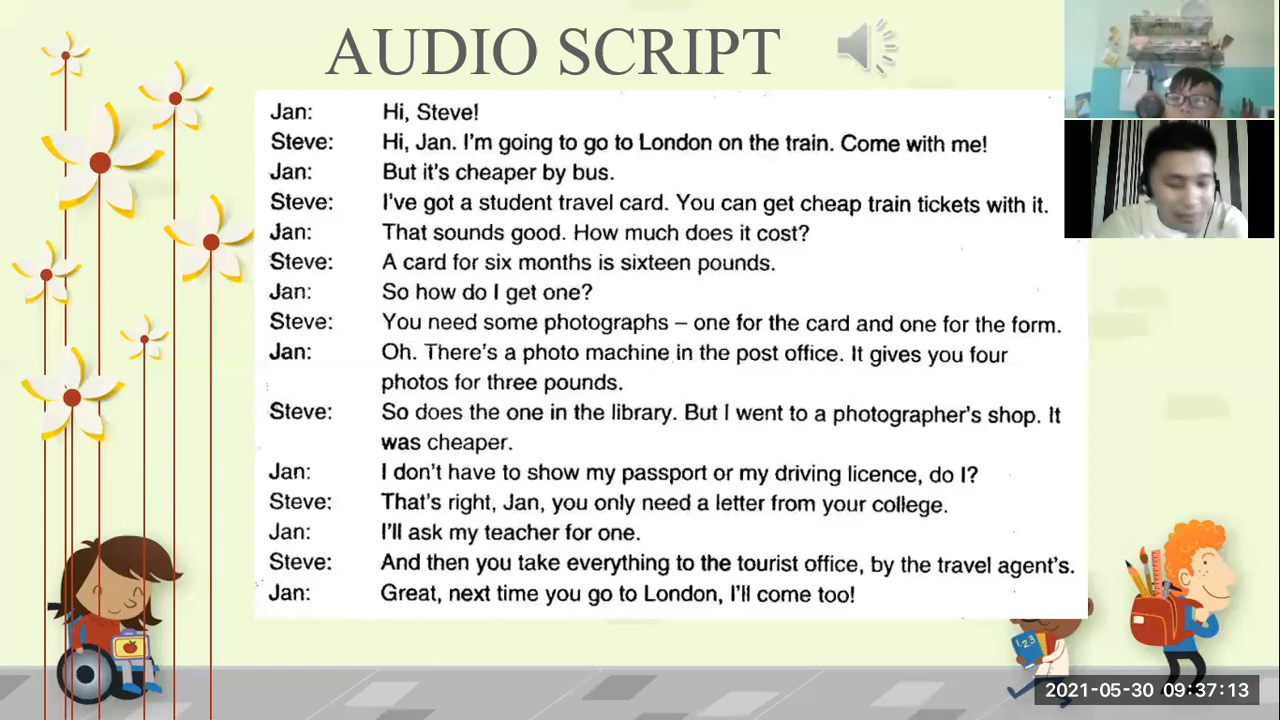 AUDIO SCRIPT
Jan: Hi, Steve!
Steve: Hi, Jan. I'm going to go to London on the train. Come with me!
Jan: But it's cheaper by bus.
Steve: I've got a student travel card. You can get cheap train tickets with it.
Jan: That sounds good. How much does it cost?
Steve: A card for six months is sixteen pounds.
Jan: So how do I get one?
Steve: You need some photographs – one for the card and one for the form.
Jan: Oh. There's a photo machine in the post office. It gives you four
photos for three pounds.
Steve: So does the one in the library. But I went to a photographer's shop. It
was cheaper.
Jan: I don't have to show my passport or my driving licence, do I?
Steve: That's right, Jan, you only need a letter from your college.
Jan: I'll ask my teacher for one.
Steve: And then you take everything to the tourist office, by the travel agent's.
Jan: Great, next time you go to London, I'll come too!
1 2 3
2021-05-30 09:37:13